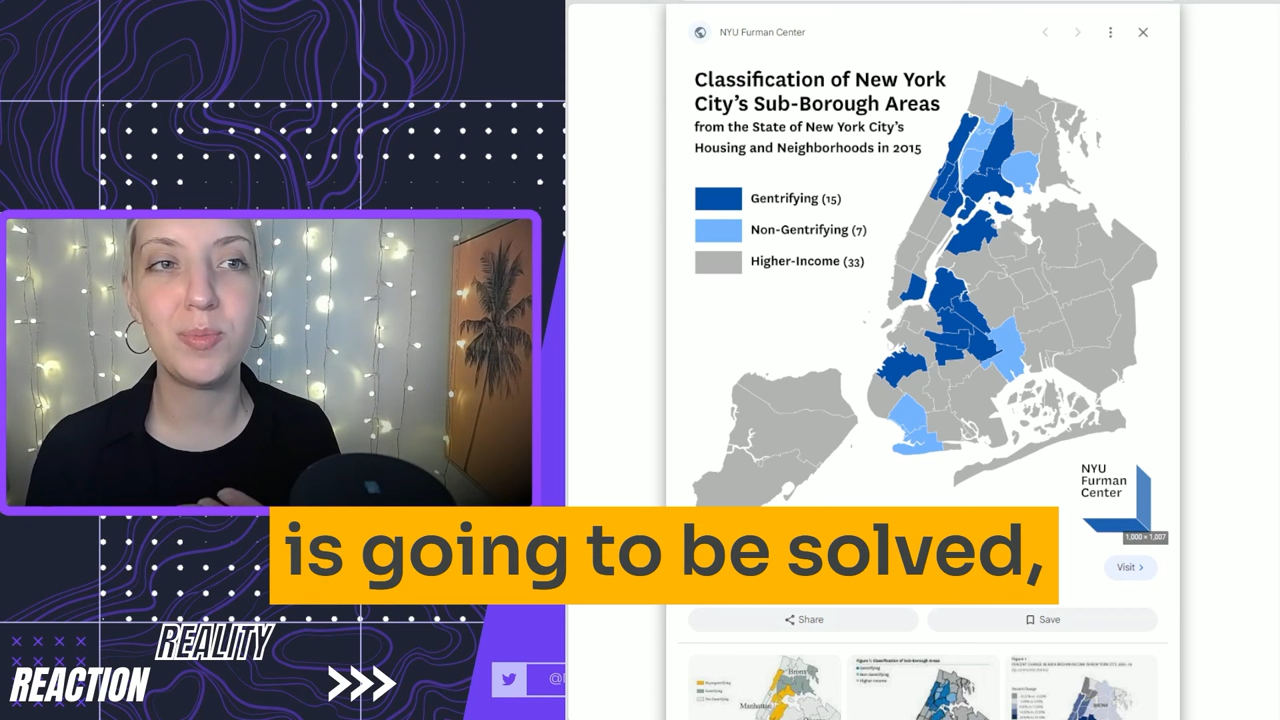 NYU Furman Center
Classification of New York
City's Sub-Borough Areas
from the State of New York City's
Housing and Neighborhoods in 2015
Gentrifying (15)
Non-Gentrifying (7)
Higher-Income (33)
NYU
Furman
Center
1,000 × 1,007
Visit
is going to be solved,
Share
Save
REALITY
REACTION
Bronx
Manhattan